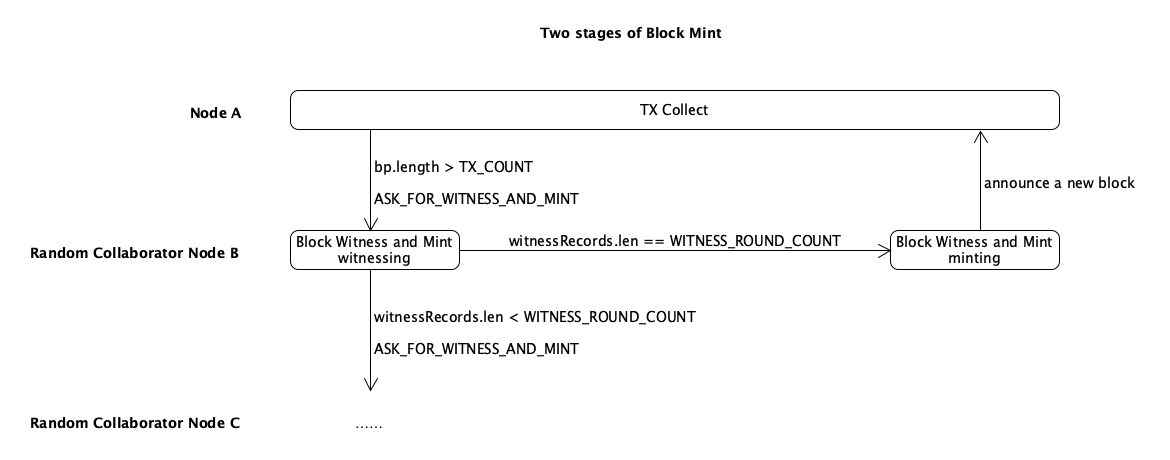 Two stages of Block Mint
Node A
TX Collect
bp.length > TX_COUNT
ASK_FOR_WITNESS_AND_MINT
announce a new block
Random Collaborator Node B
Block Witness and Mint
witnessing
witnessRecords.len == WITNESS_ROUND_COUNT
Block Witness and Mint
minting
witnessRecords.len < WITNESS_ROUND_COUNT
ASK_FOR_WITNESS_AND_MINT
Random Collaborator Node C
......